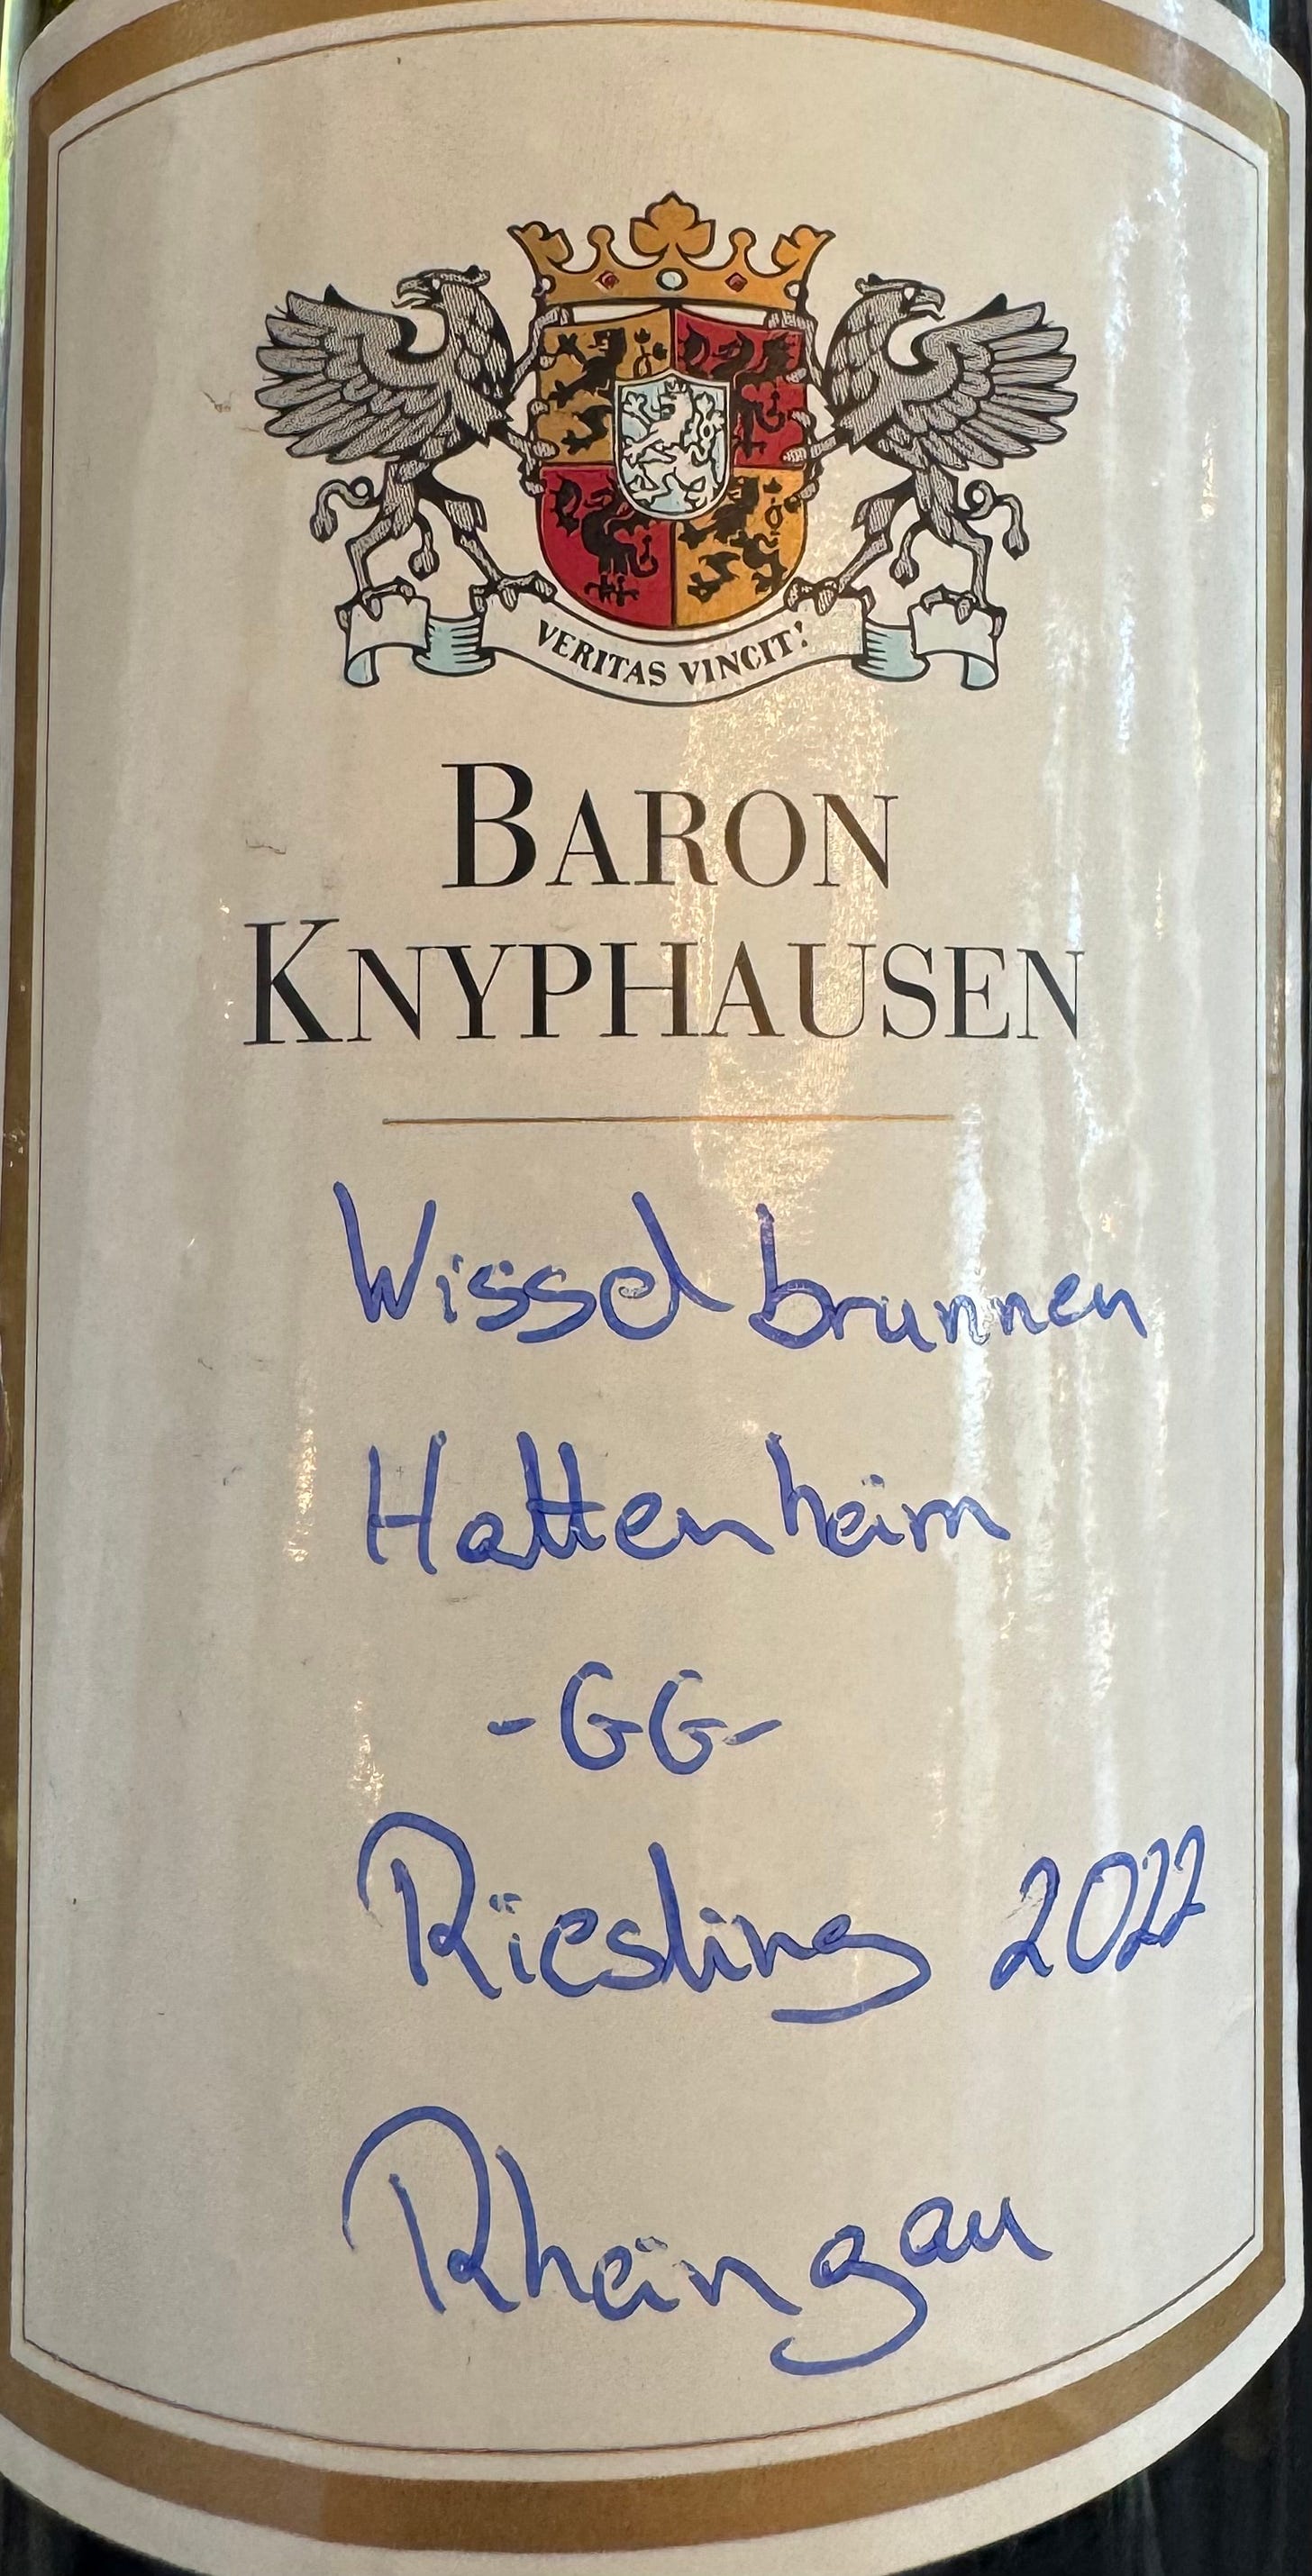 VERITAS VINCIT!
BARON
KNYPHAUSEN
Wisselbrunnen
Hattenheim
-GG-
Riesling 2022
Rheingau